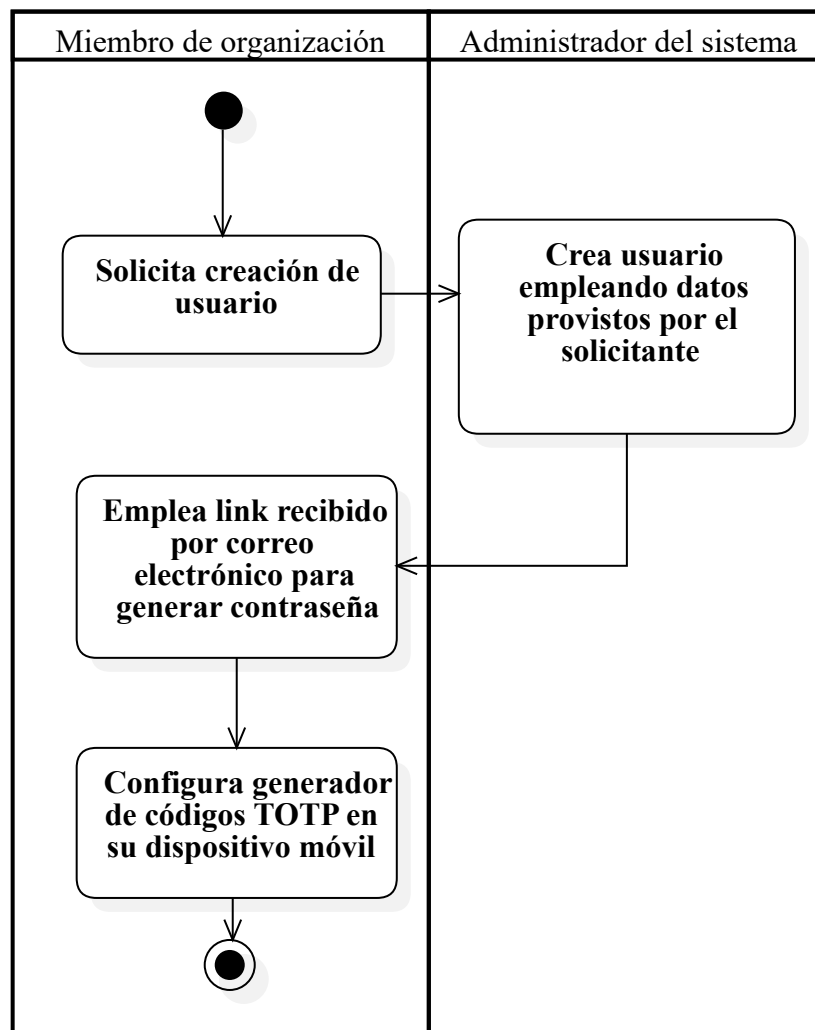 Miembro de organización
Administrador del sistema
Solicita creación de
usuario
Crea usuario
empleando datos
provistos por el
solicitante
Emplea link recibido
por correo
electrónico para
generar contraseña
Configura generador
de códigos TOTP en
su dispositivo móvil